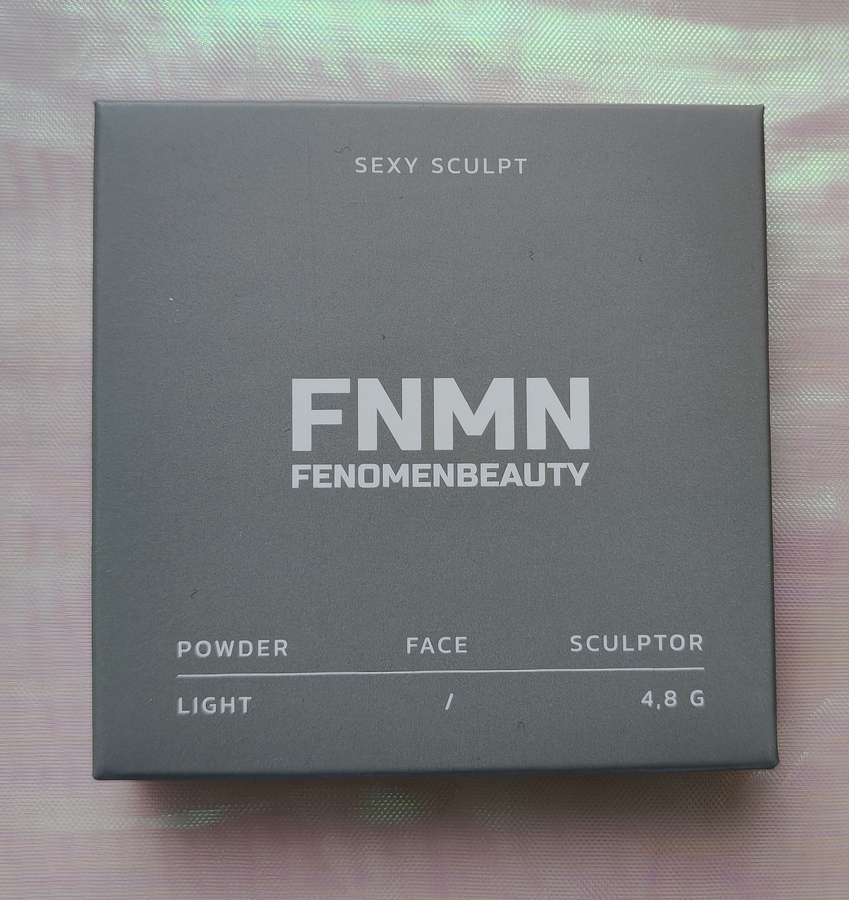 SEXY SCULPT
FNMN
FENOMENBEAUTY
POWDER FACE SCULPTOR
LIGHT / 4,8 G